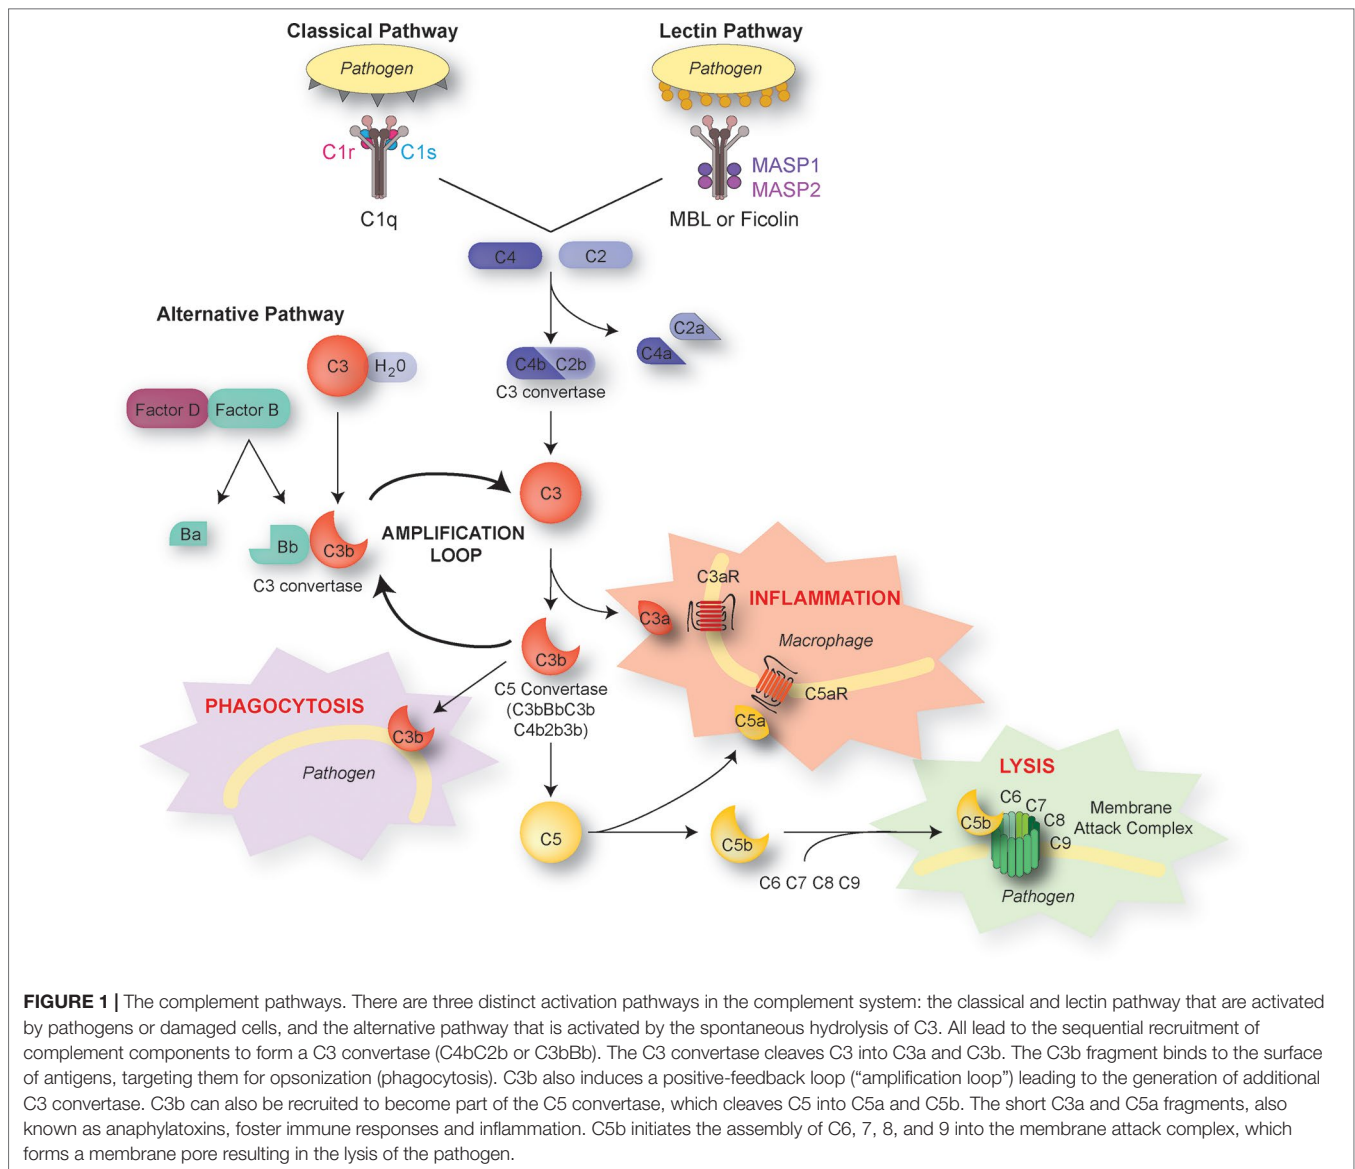 Classical Pathway
Lectin Pathway
Pathogen
Pathogen
C1r
C1s
MASP1
MASP2
C1q
MBL or Ficolin
C4
C2
Alternative Pathway
C2a
C4a
C3
H₂0
C4b
C2b
C3 convertase
Factor D
Factor B
C3
Ba
Bb
C3b
C3 convertase
AMPLIFICATION
LOOP
C3aR
INFLAMMATION
C3a
Macrophage
C3b
C5aR
C5 Convertase
(C3bBbC3b
C4b2b3b)
PHAGOCYTOSIS
C3b
Pathogen
C5a
LYSIS
C5
C5b
C6 C7 C8 C9
C5b
C6
C7
C8
C9
Membrane
Attack Complex
Pathogen
FIGURE 1 | The complement pathways. There are three distinct activation pathways in the complement system: the classical and lectin pathway that are activated
by pathogens or damaged cells, and the alternative pathway that is activated by the spontaneous hydrolysis of C3. All lead to the sequential recruitment of
complement components to form a C3 convertase (C4bC2b or C3bBb). The C3 convertase cleaves C3 into C3a and C3b. The C3b fragment binds to the surface
of antigens, targeting them for opsonization (phagocytosis). C3b also induces a positive-feedback loop (“amplification loop”) leading to the generation of additional
C3 convertase. C3b can also be recruited to become part of the C5 convertase, which cleaves C5 into C5a and C5b. The short C3a and C5a fragments, also
known as anaphylatoxins, foster immune responses and inflammation. C5b initiates the assembly of C6, 7, 8, and 9 into the membrane attack complex, which
forms a membrane pore resulting in the lysis of the pathogen.